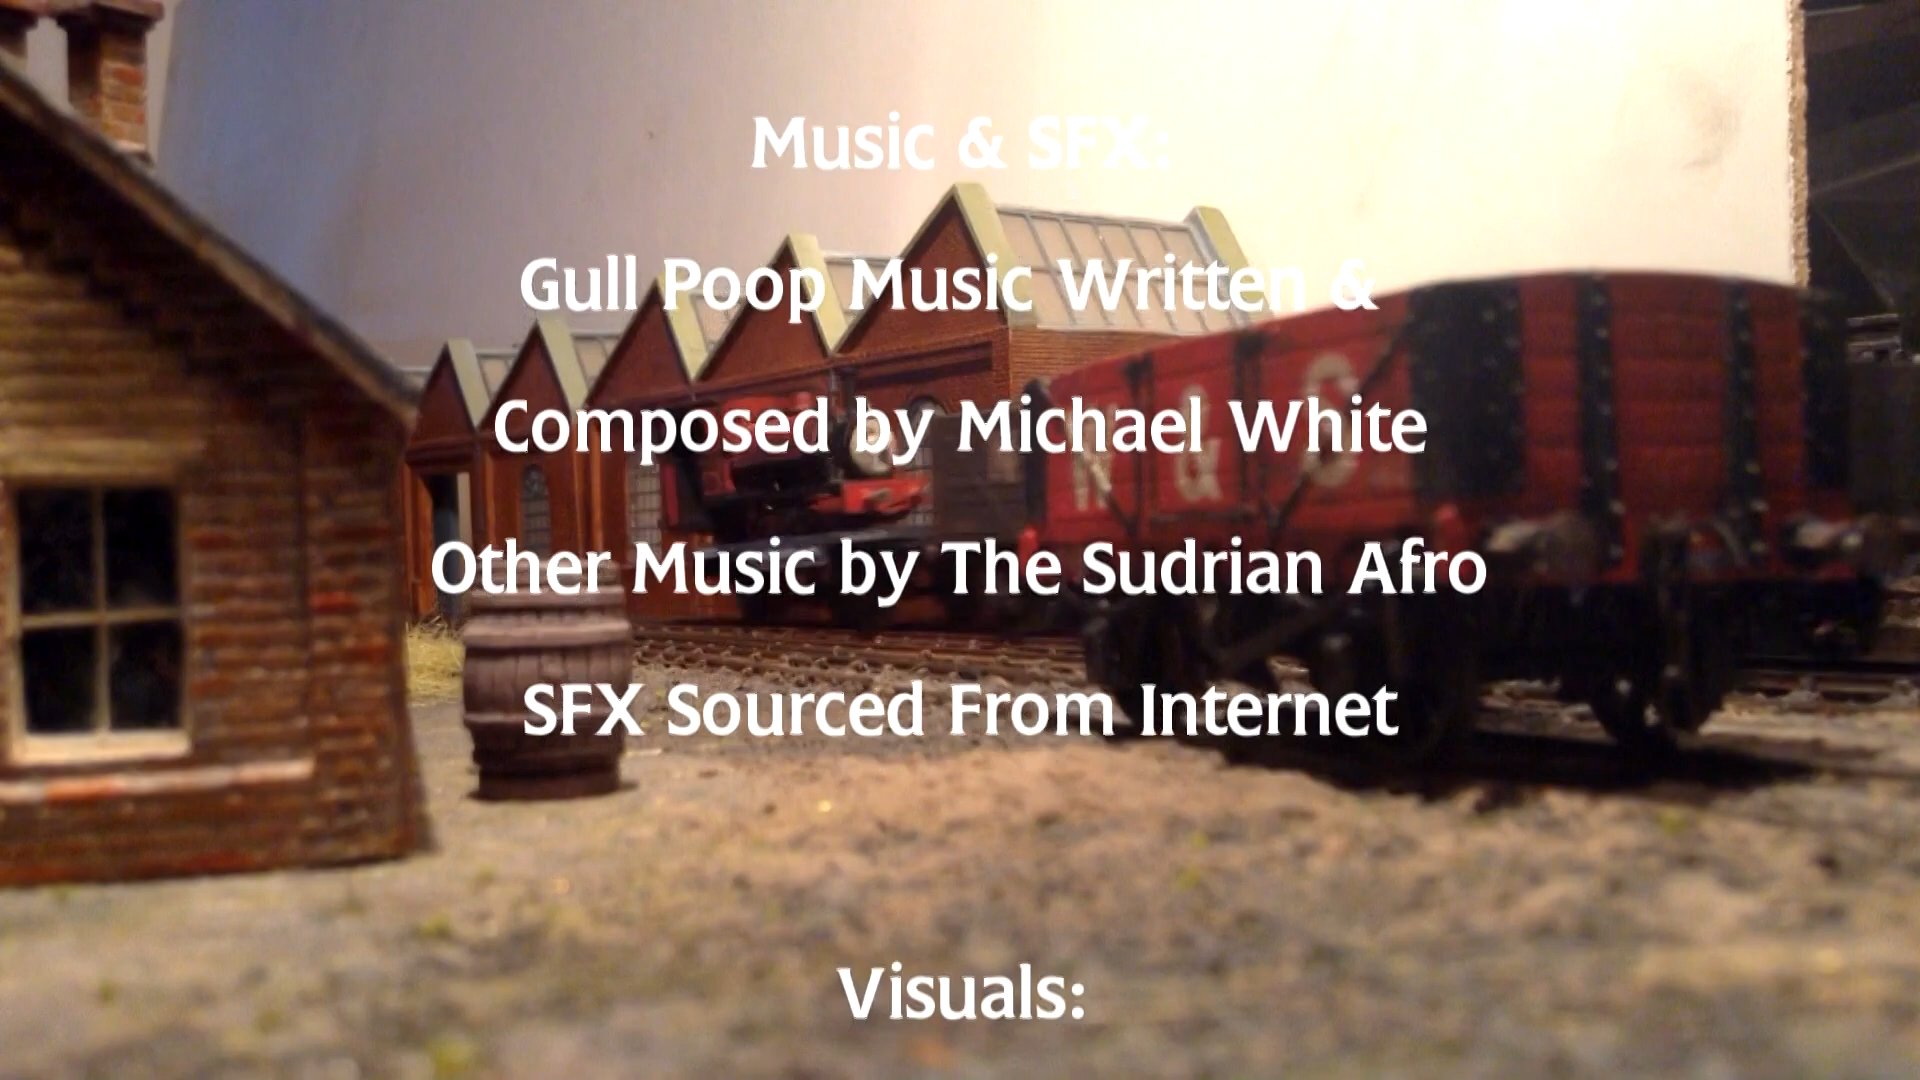 Music & SFX:
Gull Poop Music Written &
Composed by Michael White
Other Music by The Sudrian Afro
SFX Sourced From Internet
Visuals:
N & C